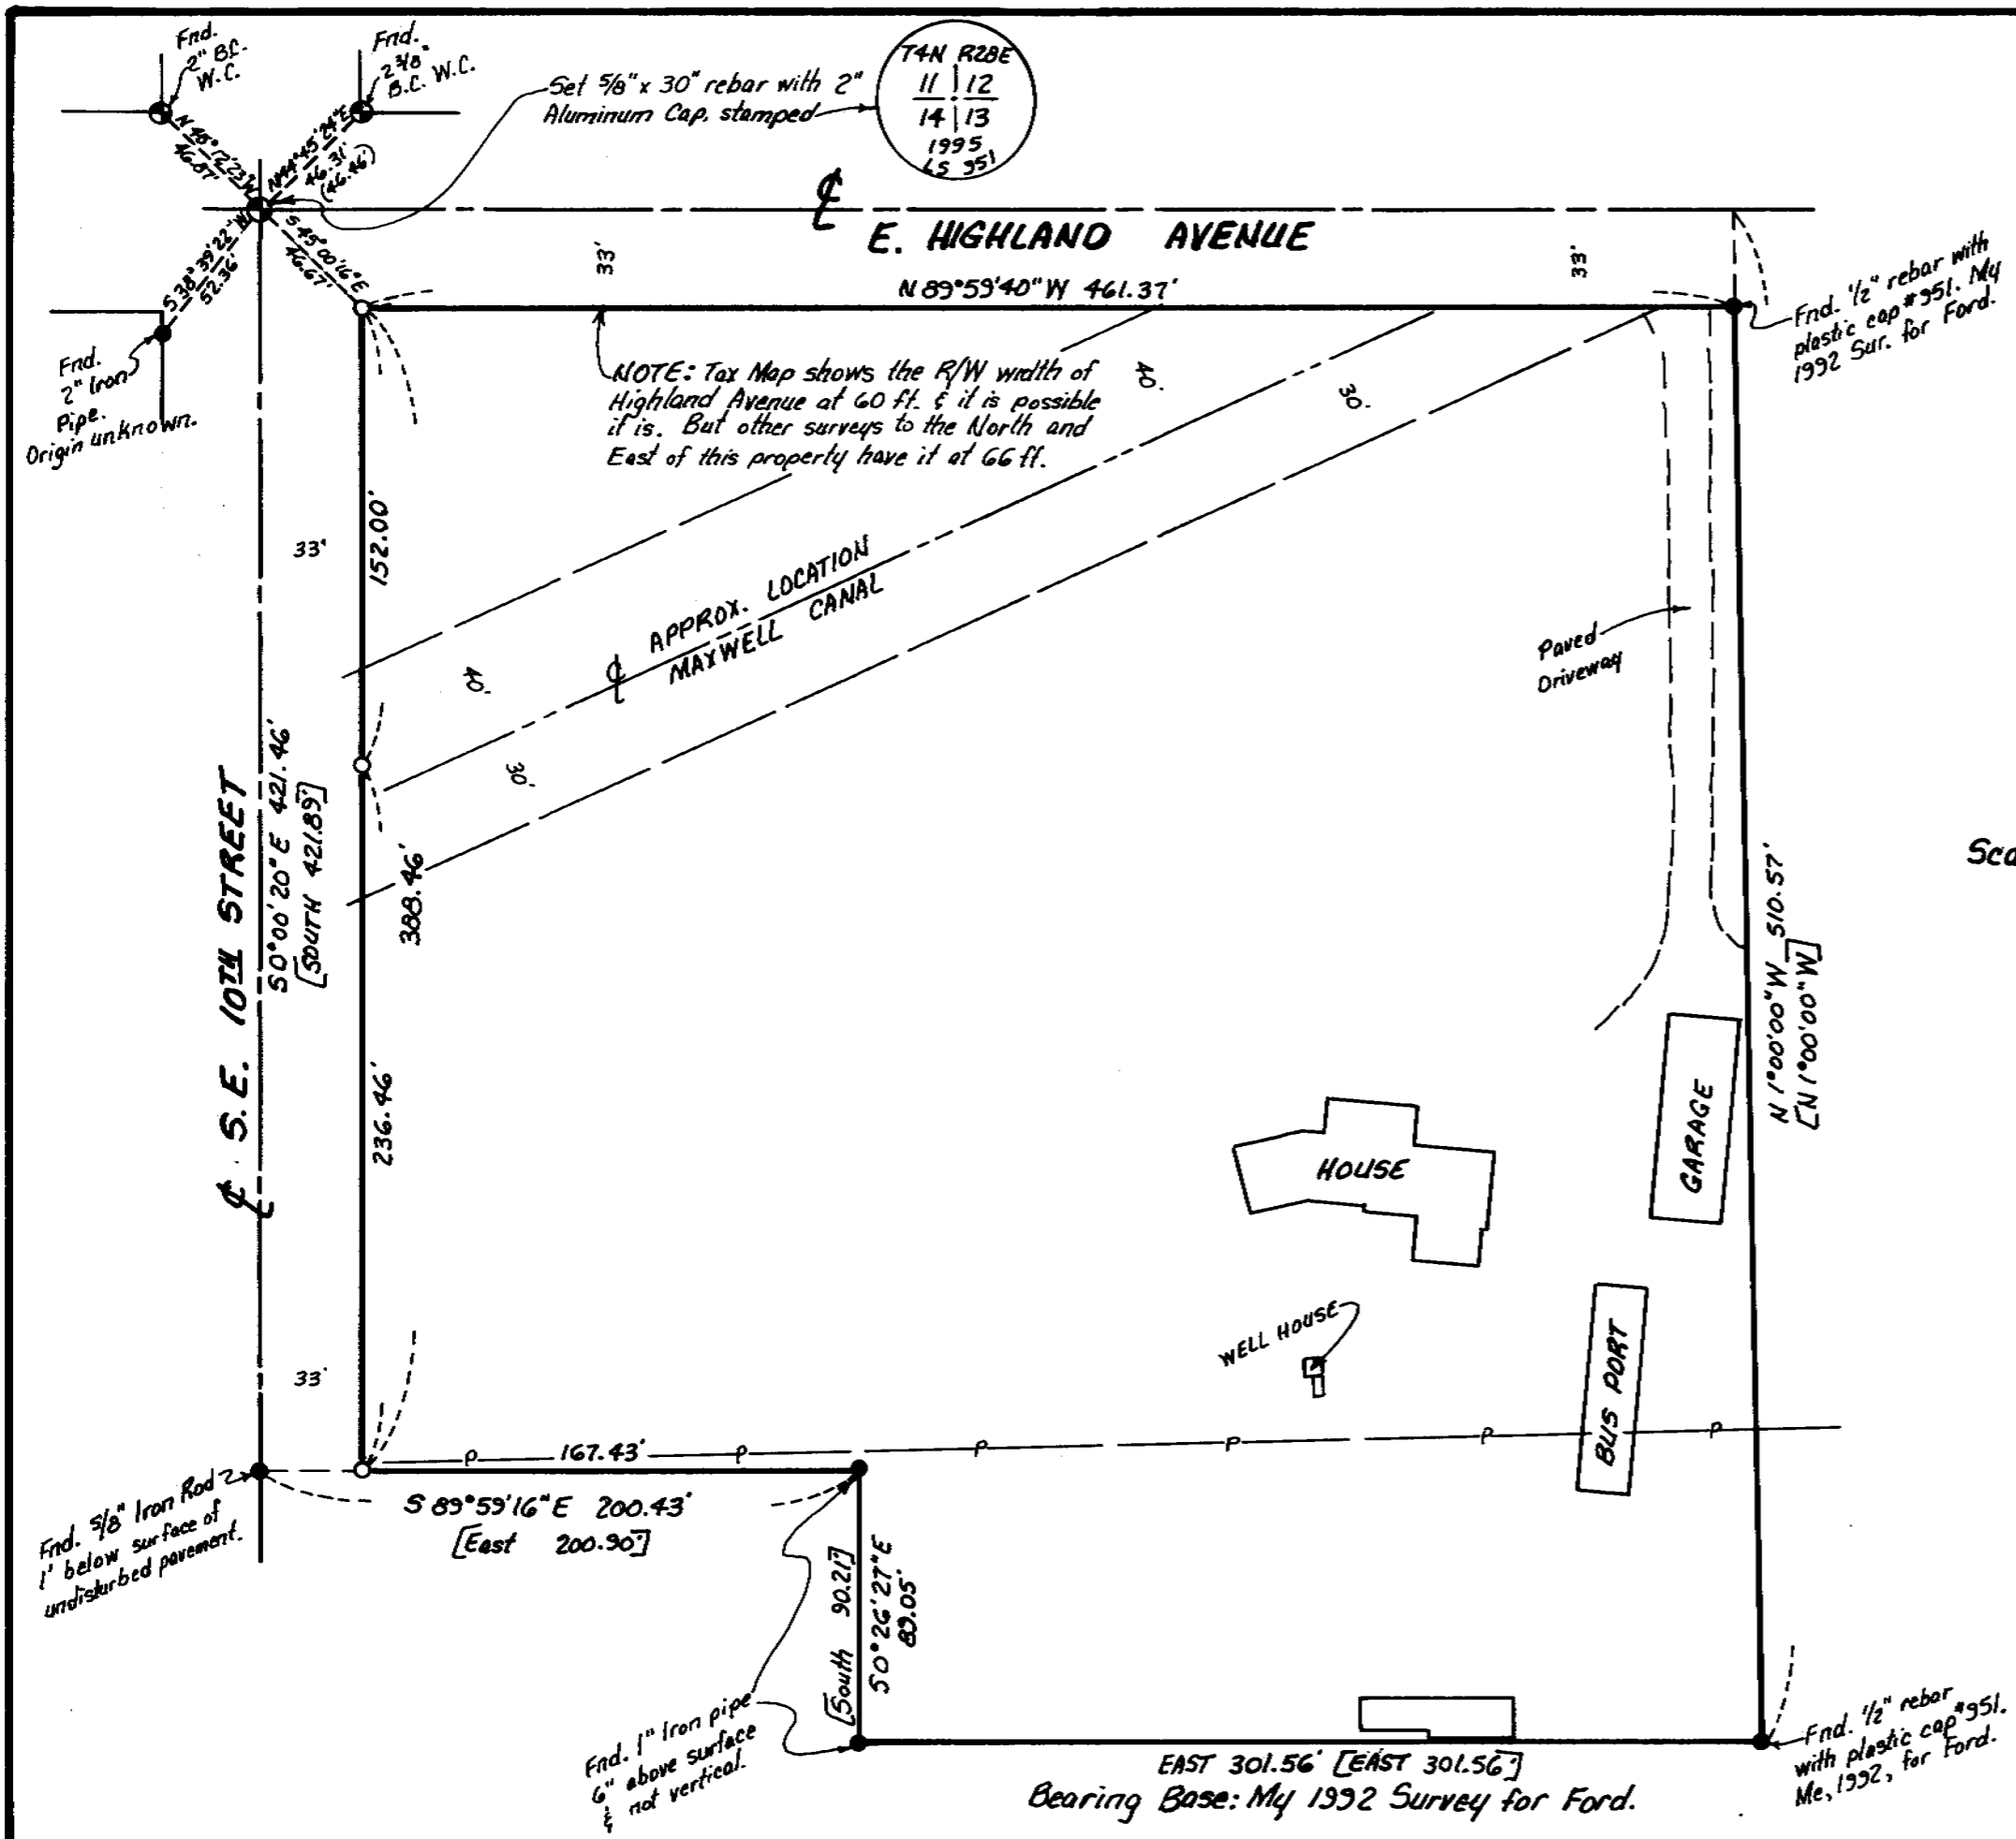 Fnd.
2" B.C.
W.C.
Fnd.
2 3/8"
B.C. W.C.
Set 5/8" x 30" rebar with 2"
Aluminum Cap, stamped
T4N R28E
11 | 12
14 | 13
1995
LS 951
N 45°12'23" W
46.87'
N 44°45'24" E
46.31'
(46.46')
S 38°39'22" W
52.36'
S 45°00'16" E
46.67'
Fnd.
2" Iron
Pipe.
Origin unknown.
℄
E. HIGHLAND AVENUE
33'
33'
N 89°59'40" W 461.37'
Fnd. 1/2" rebar with
plastic cap #951. My
1992 Sur. for Ford.
NOTE: Tax Map shows the R/W width of
Highland Avenue at 60 ft. & it is possible
it is. But other surveys to the North and
East of this property have it at 66 ft.
40'
30'
152.00'
33'
℄ APPROX. LOCATION
MAXWELL CANAL
40'
30'
Paved
Driveway
℄ S.E. 10TH STREET
S 0°00'20" E 421.46'
[SOUTH 421.89']
388.46'
236.46'
Sca
N 1°00'00" W 510.57'
[N 1°00'00" W]
GARAGE
HOUSE
WELL HOUSE
BUS PORT
33'
P 167.43' P P P P P
S 89°59'16" E 200.43'
[East 200.90']
Fnd. 5/8" Iron Rod
1' below surface of
undisturbed pavement.
[South 90.21']
S 0°26'27" E
89.05'
Fnd. 1" Iron pipe
6" above surface
& not vertical.
EAST 301.56' [EAST 301.56']
Bearing Base: My 1992 Survey for Ford.
Fnd. 1/2" rebar
with plastic cap #951.
Me, 1992, for Ford.